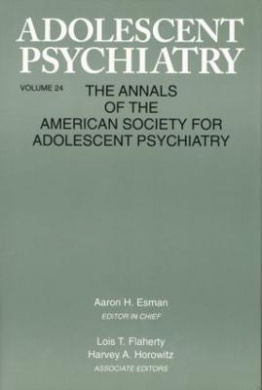 ADOLESCENT
PSYCHIATRY
VOLUME 24
THE ANNALS
OF THE
AMERICAN SOCIETY FOR
ADOLESCENT PSYCHIATRY
Aaron H. Esman
EDITOR IN CHIEF
Lois T. Flaherty
Harvey A. Horowitz
ASSOCIATE EDITORS